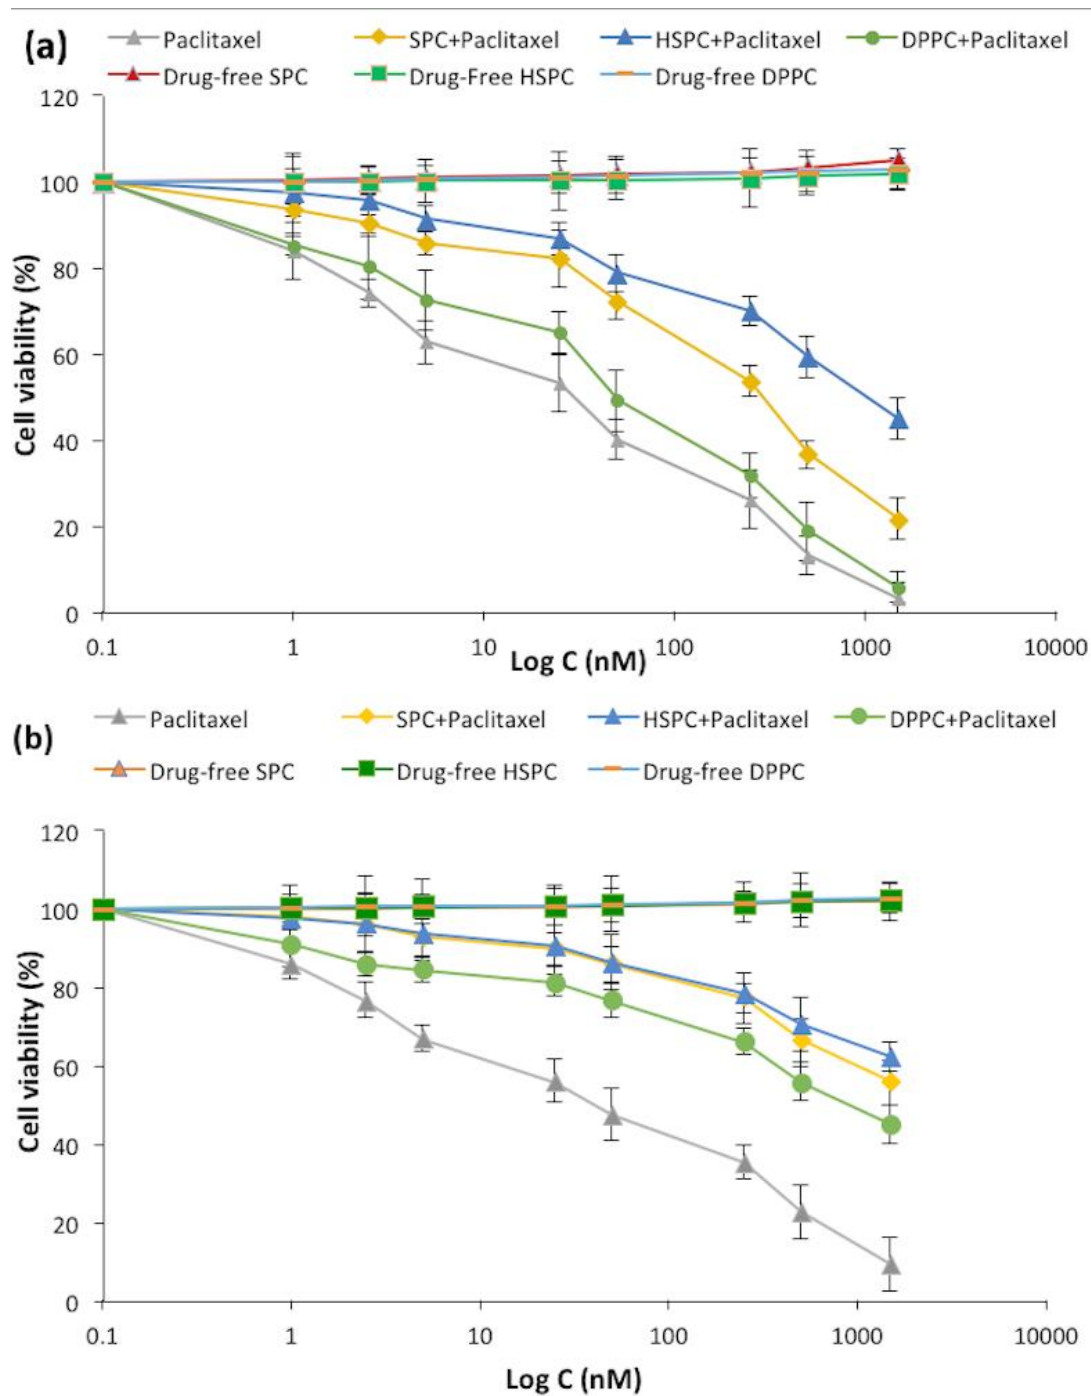 (a) Paclitaxel SPC+Paclitaxel HSPC+Paclitaxel DPPC+Paclitaxel
Drug-free SPC Drug-Free HSPC Drug-free DPPC
120
100
80
60
40
20
0
Cell viability (%)
0.1 1 10 100 1000 10000
Log C (nM)
Paclitaxel SPC+Paclitaxel HSPC+Paclitaxel DPPC+Paclitaxel
(b)
Drug-free SPC Drug-free HSPC Drug-free DPPC
120
100
80
60
40
20
0
Cell viability (%)
0.1 1 10 100 1000 10000
Log C (nM)